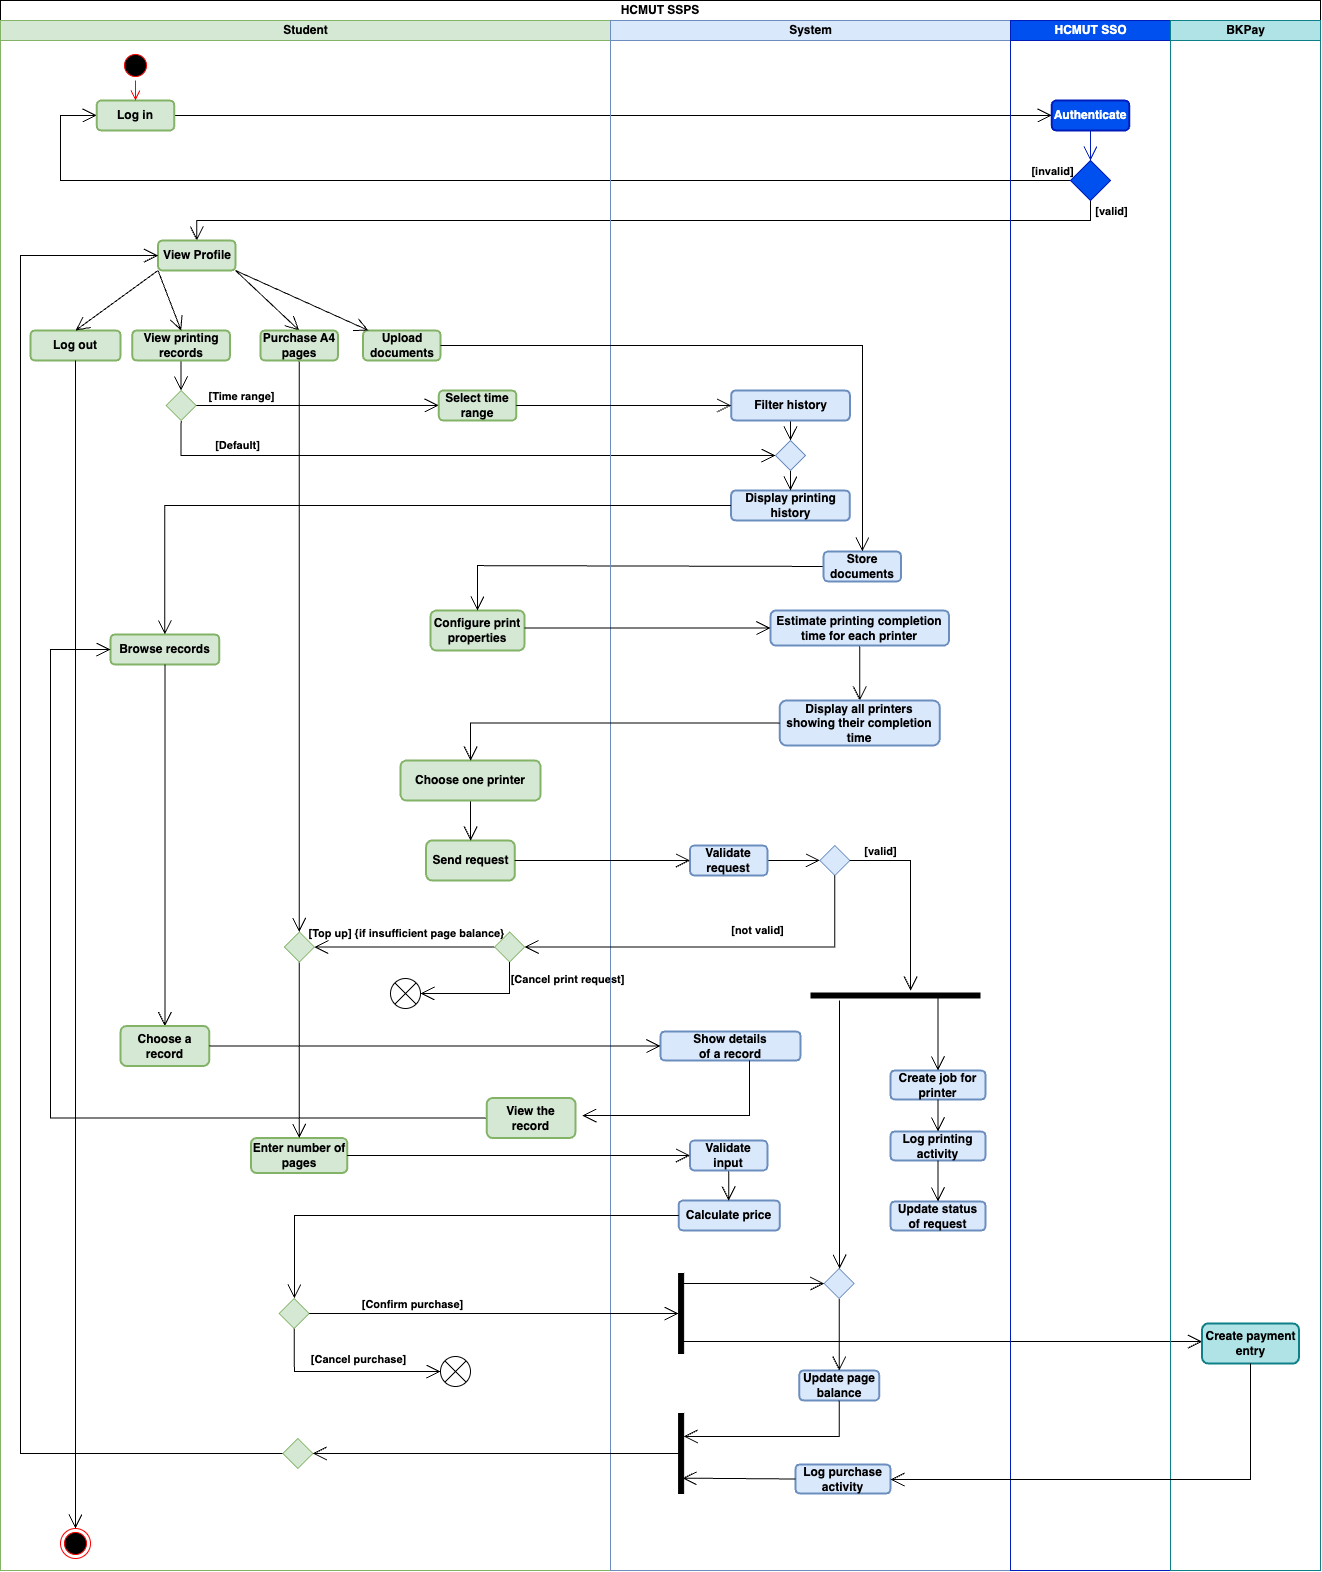 HCMUT SSPS
Student
System
HCMUT SSO
BKPay
Log in
Authenticate
[invalid]
[valid]
View Profile
Log out
View printing
records
Purchase A4
pages
Upload
documents
[Time range]
Select time
range
Filter history
[Default]
Display printing
history
Store
documents
Configure print
properties
Estimate printing completion
time for each printer
Browse records
Display all printers
showing their completion
time
Choose one printer
Send request
Validate
request
[valid]
[Top up] {if insufficient page balance}
[not valid]
[Cancel print request]
Choose a
record
Show details
of a record
Create job for
printer
View the
record
Log printing
activity
Enter number of
pages
Validate
input
Calculate price
Update status
of request
[Confirm purchase]
Create payment
entry
[Cancel purchase]
Update page
balance
Log purchase
activity